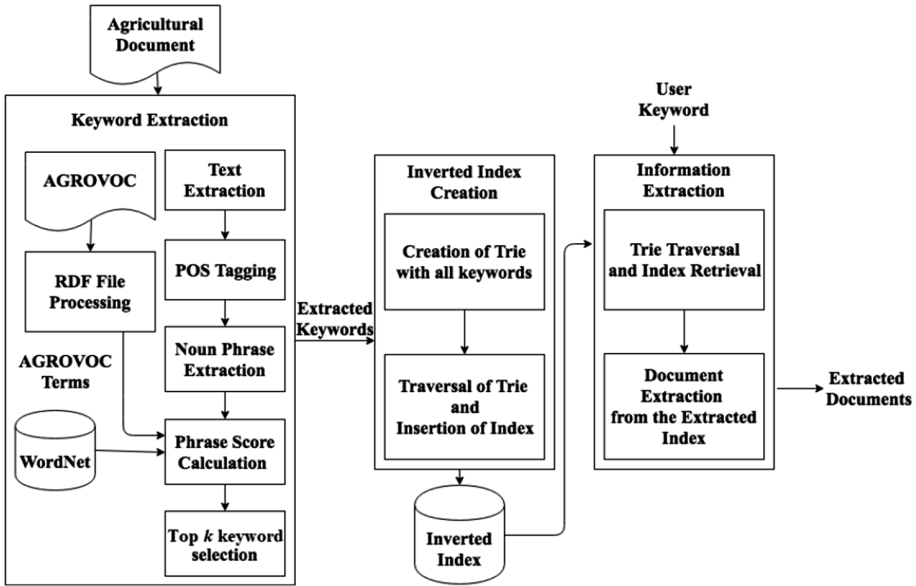 Agricultural
Document
Keyword Extraction
AGROVOC
Text
Extraction
RDF File
Processing
POS Tagging
Noun Phrase
Extraction
AGROVOC
Terms
WordNet
Phrase Score
Calculation
Top k keyword
selection
Extracted
Keywords
Inverted Index
Creation
Creation of Trie
with all keywords
Traversal of Trie
and
Insertion of Index
Inverted
Index
User
Keyword
Information
Extraction
Trie Traversal
and Index Retrieval
Document
Extraction
from the Extracted
Index
Extracted
Documents